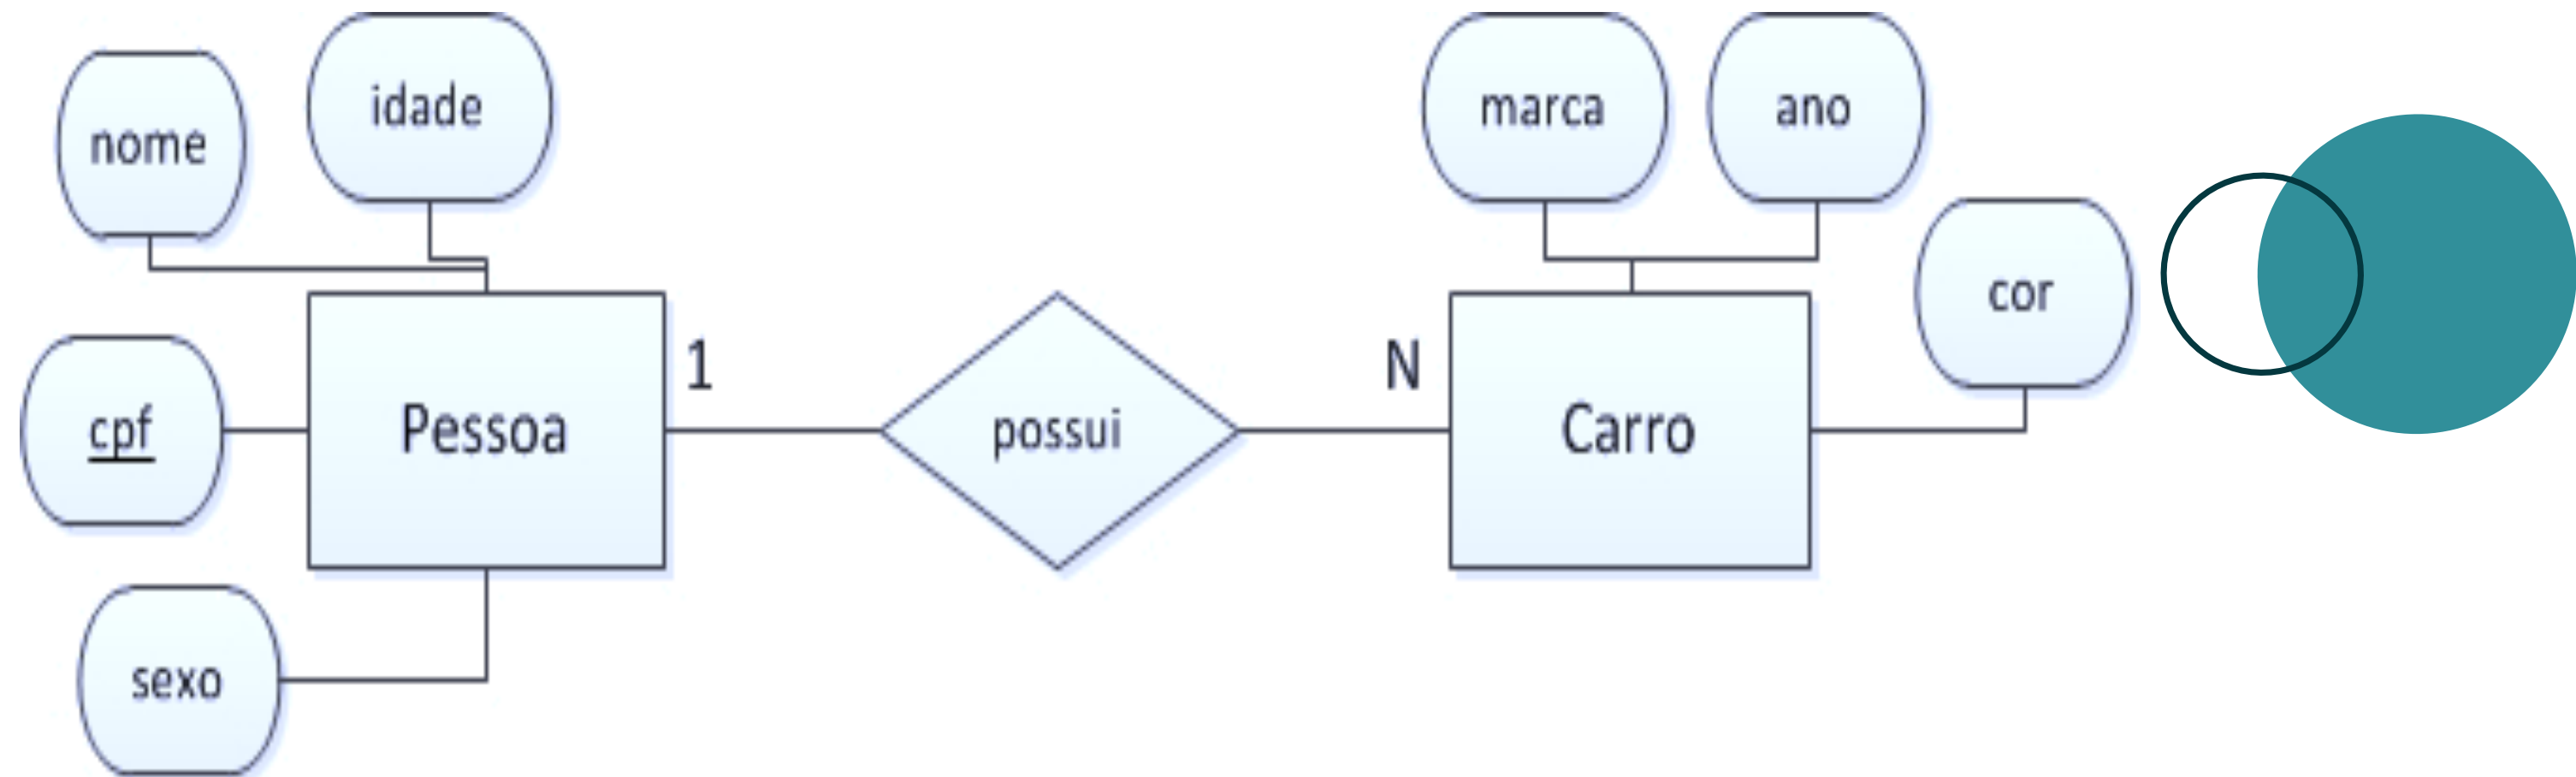 nome
idade
marca
ano
cor
cpf
Pessoa
1
possui
N
Carro
sexo